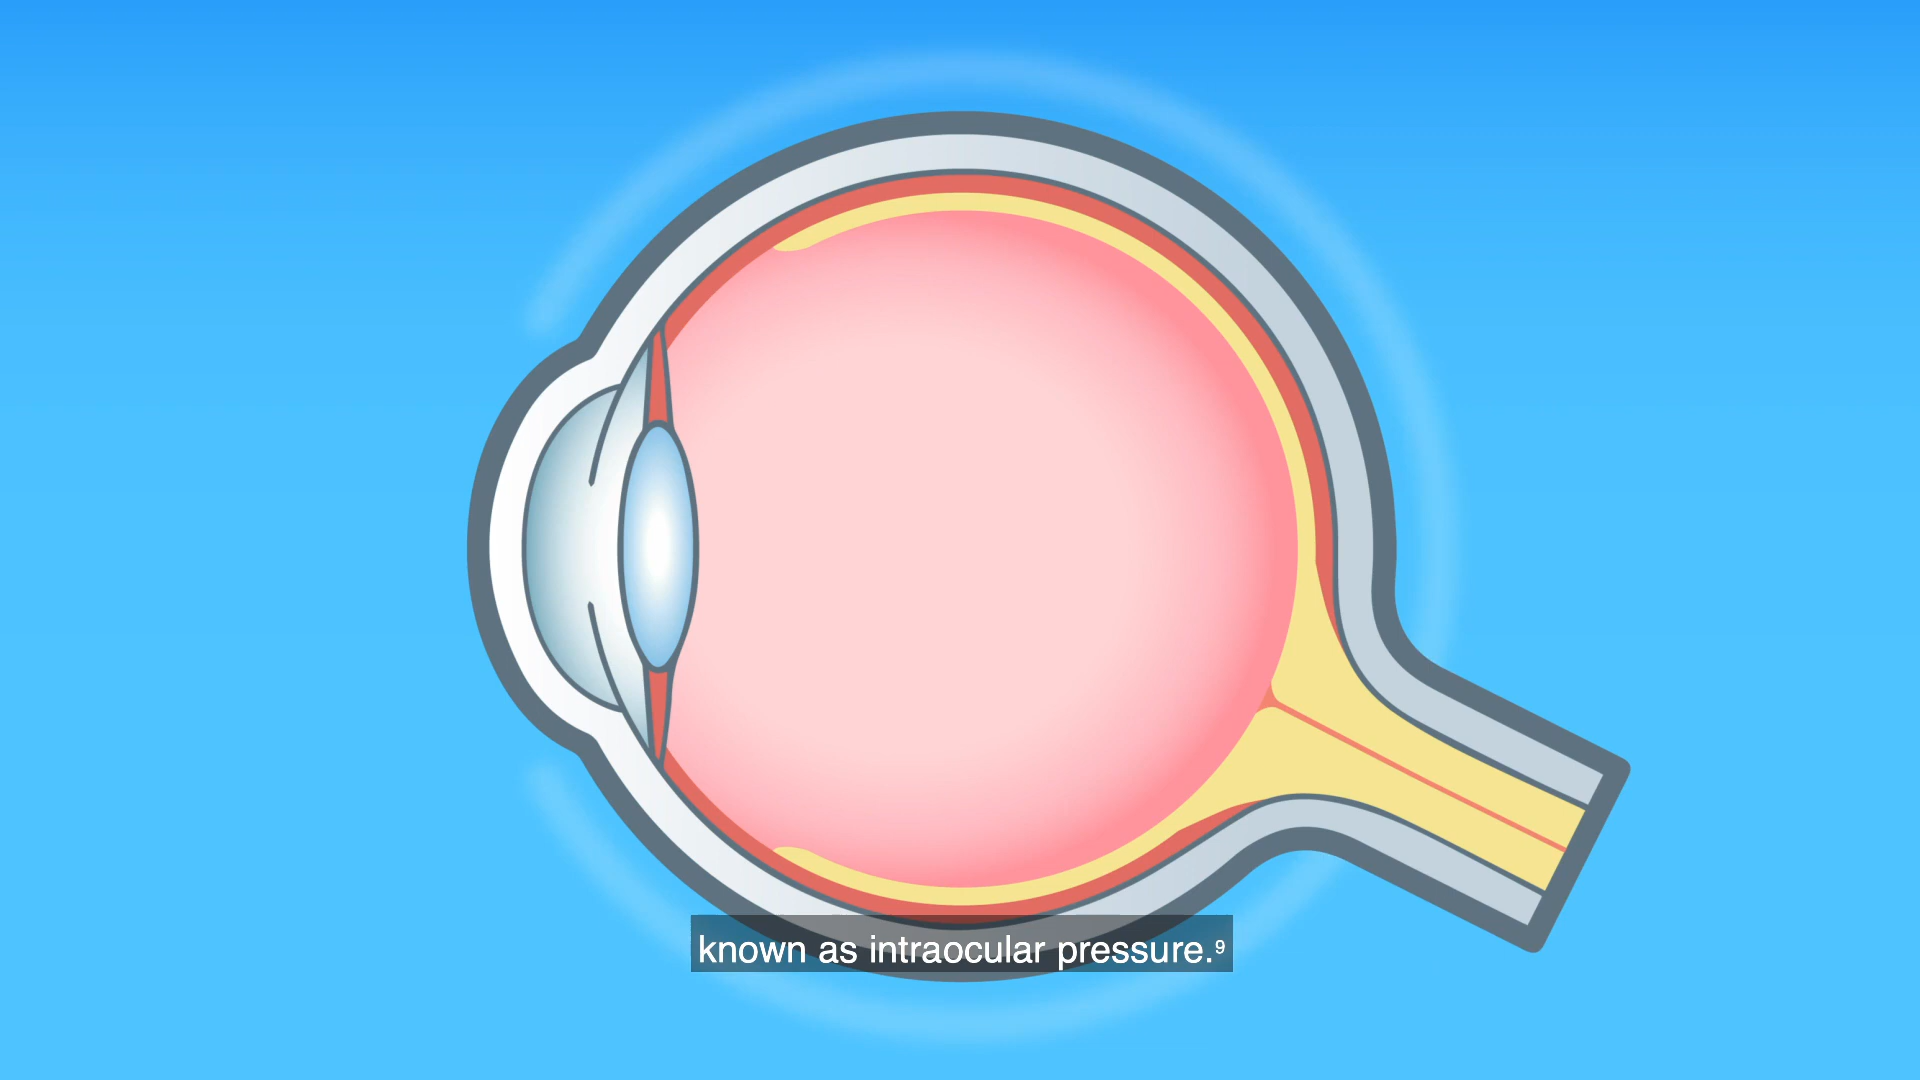 known as intraocular pressure.⁹